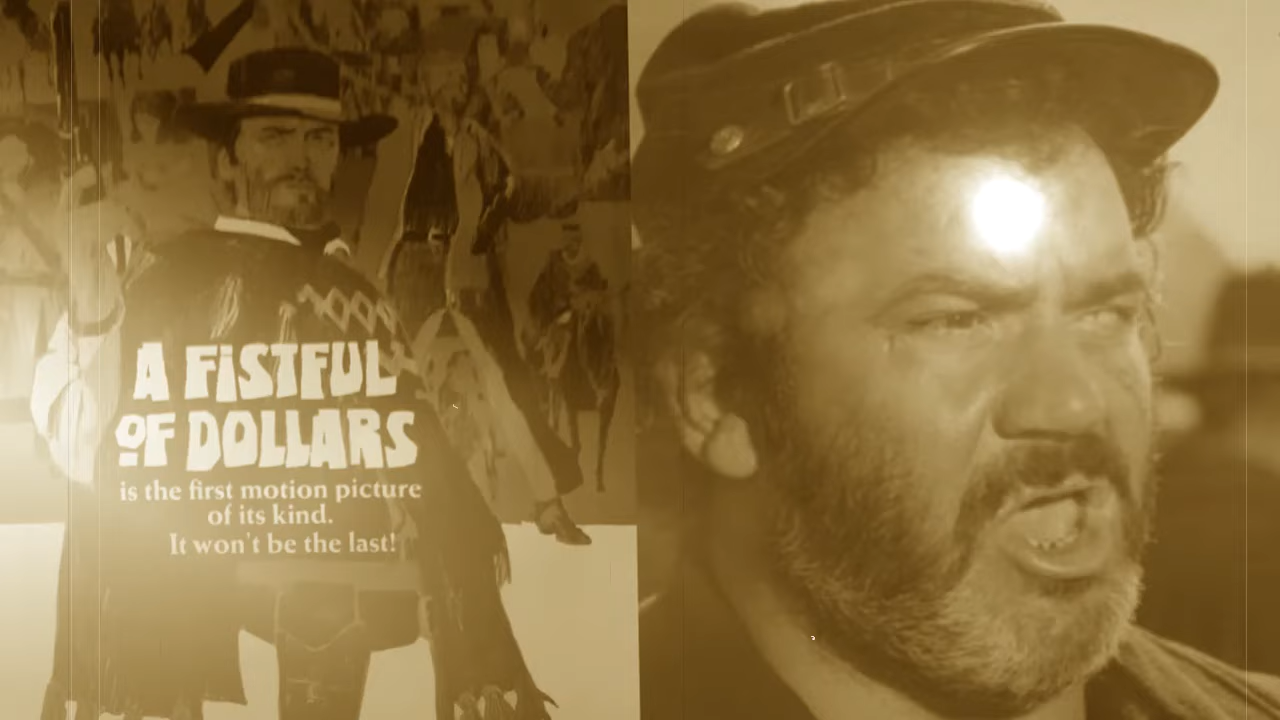 A FiSTFUL
OF DOLLARS
is the first motion picture
of its kind.
It won't be the last!